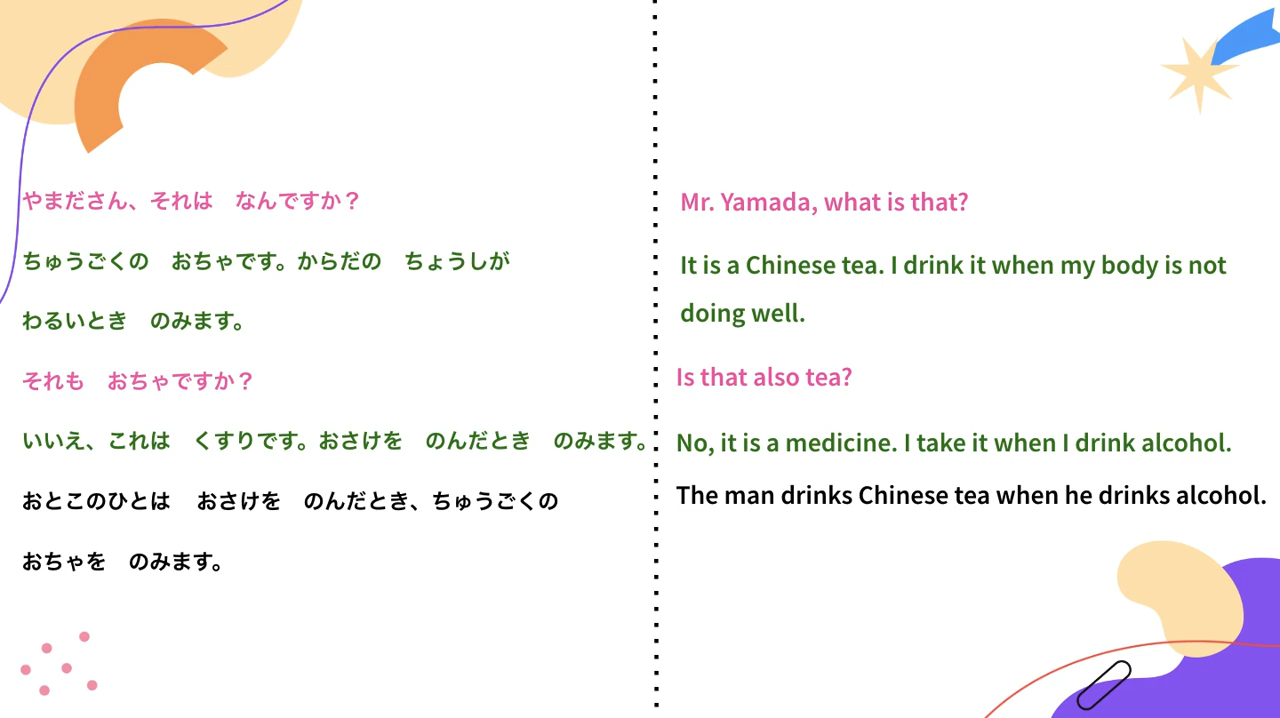 やまださん、それは　なんですか？
ちゅうごくの　おちゃです。からだの　ちょうしが
わるいとき　のみます。
それも　おちゃですか？
いいえ、これは　くすりです。おさけを　のんだとき　のみます。
おとこのひとは　おさけを　のんだとき、ちゅうごくの
おちゃを　のみます。
Mr. Yamada, what is that?
It is a Chinese tea. I drink it when my body is not
doing well.
Is that also tea?
No, it is a medicine. I take it when I drink alcohol.
The man drinks Chinese tea when he drinks alcohol.